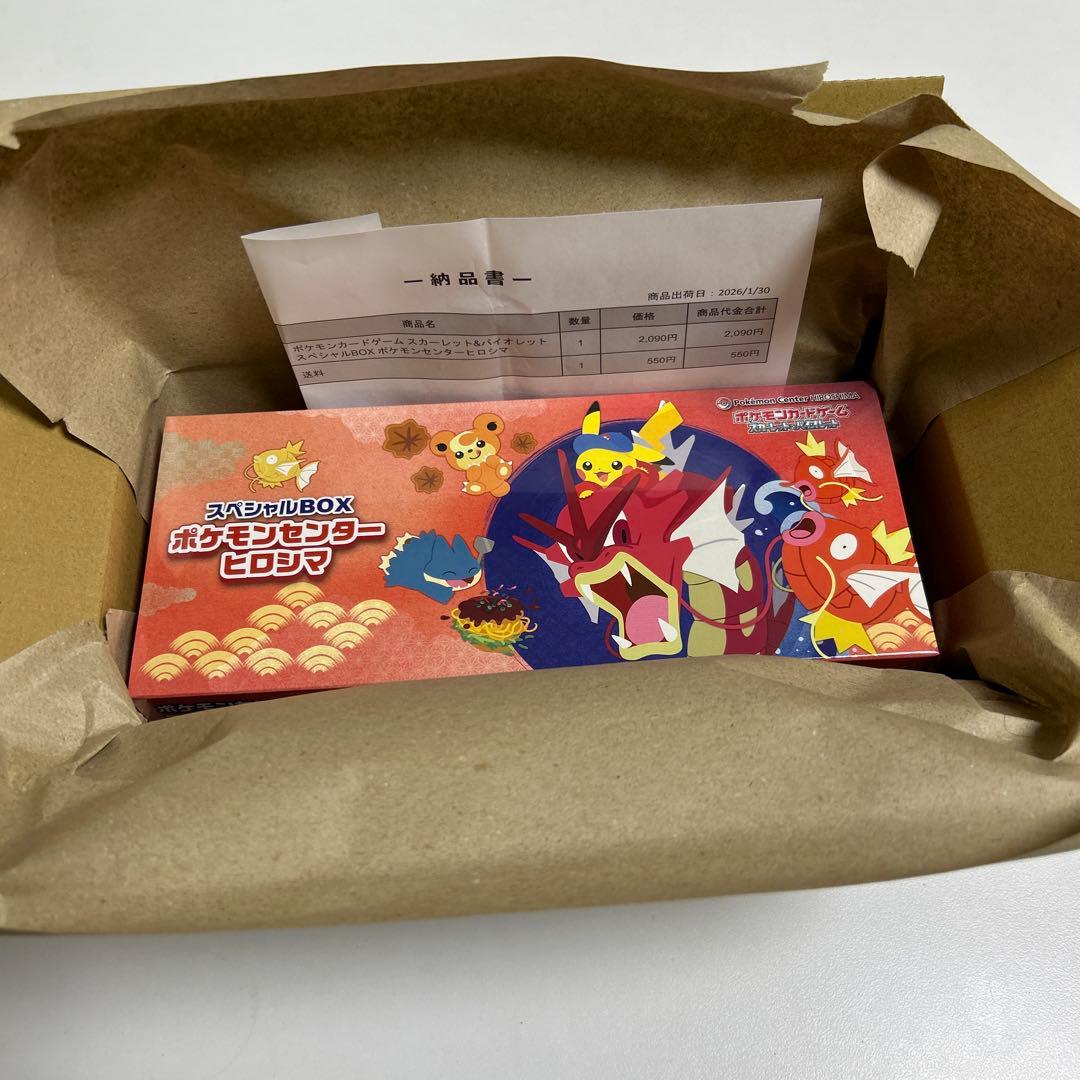 ― 納品書 ―
商品出荷日：2026/1/30
商品名 数量 価格 商品代金合計
ポケモンカードゲーム スカーレット&バイオレット
スペシャルBOX ポケモンセンターヒロシマ 1 2,090円 2,090円
送料 1 550円 550円
Pokémon Center HIROSHIMA
ポケモンカードゲーム
スカーレット&バイオレット
スペシャルBOX
ポケモンセンター
ヒロシマ